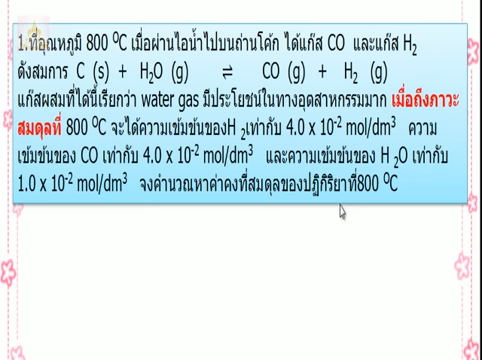 1.ที่อุณหภูมิ 800 ⁰C เมื่อผ่านไอน้ำไปบนถ่านโค้ก ได้แก๊ส CO และแก๊ส H₂
ดังสมการ C (s) + H₂O (g) ⇌ CO (g) + H₂ (g)
แก๊สผสมที่ได้นี้เรียกว่า water gas มีประโยชน์ในทางอุตสาหกรรมมาก เมื่อถึงภาวะ
สมดุลที่ 800 ⁰C จะได้ความเข้มข้นของH ₂เท่ากับ 4.0 x 10⁻² mol/dm³ ความ
เข้มข้นของ CO เท่ากับ 4.0 x 10⁻² mol/dm³ และความเข้มข้นของ H ₂O เท่ากับ
1.0 x 10⁻² mol/dm³ จงคำนวณหาค่าคงที่สมดุลของปฏิกิริยาที่800 ⁰C